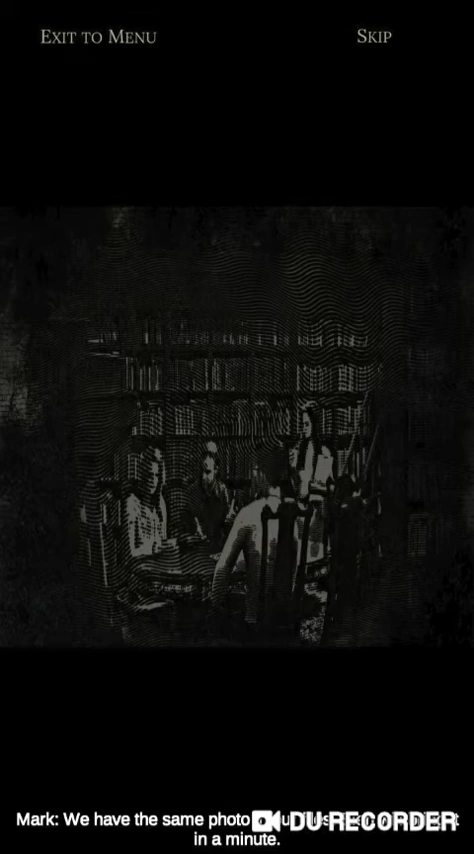 Exit to Menu
Skip
Mark: We have the same photo
DU RECORDER
in a minute.